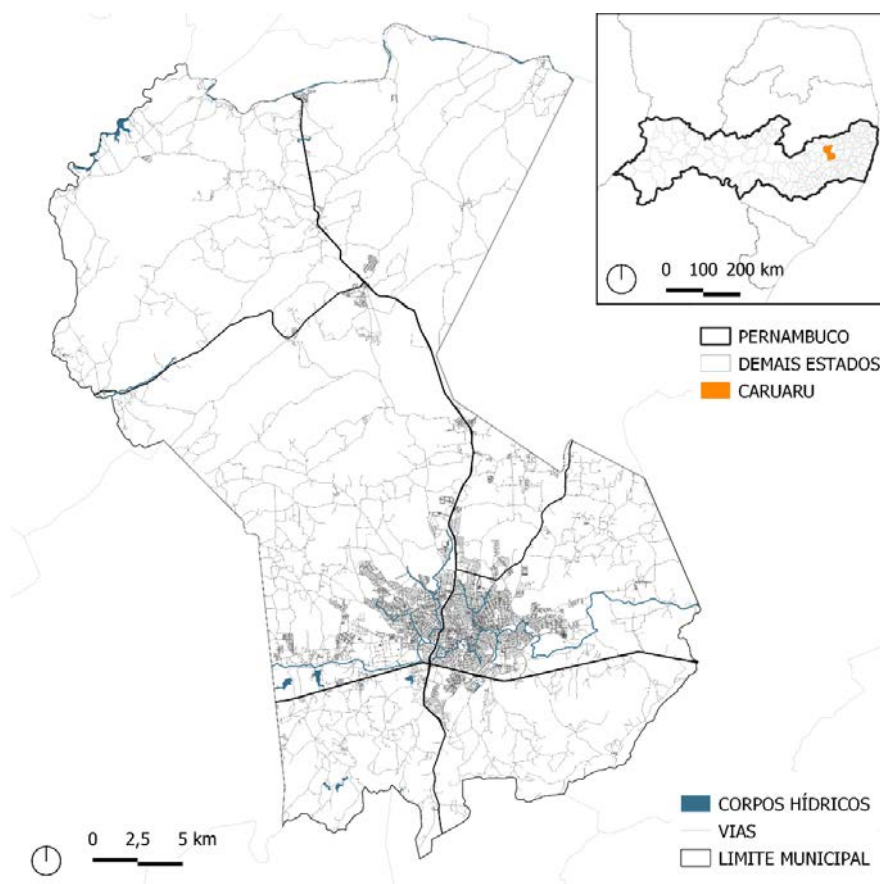 0 100 200 km
PERNAMBUCO
DEMAIS ESTADOS
CARUARU
CORPOS HÍDRICOS
VIAS
LIMITE MUNICIPAL
0 2,5 5 km